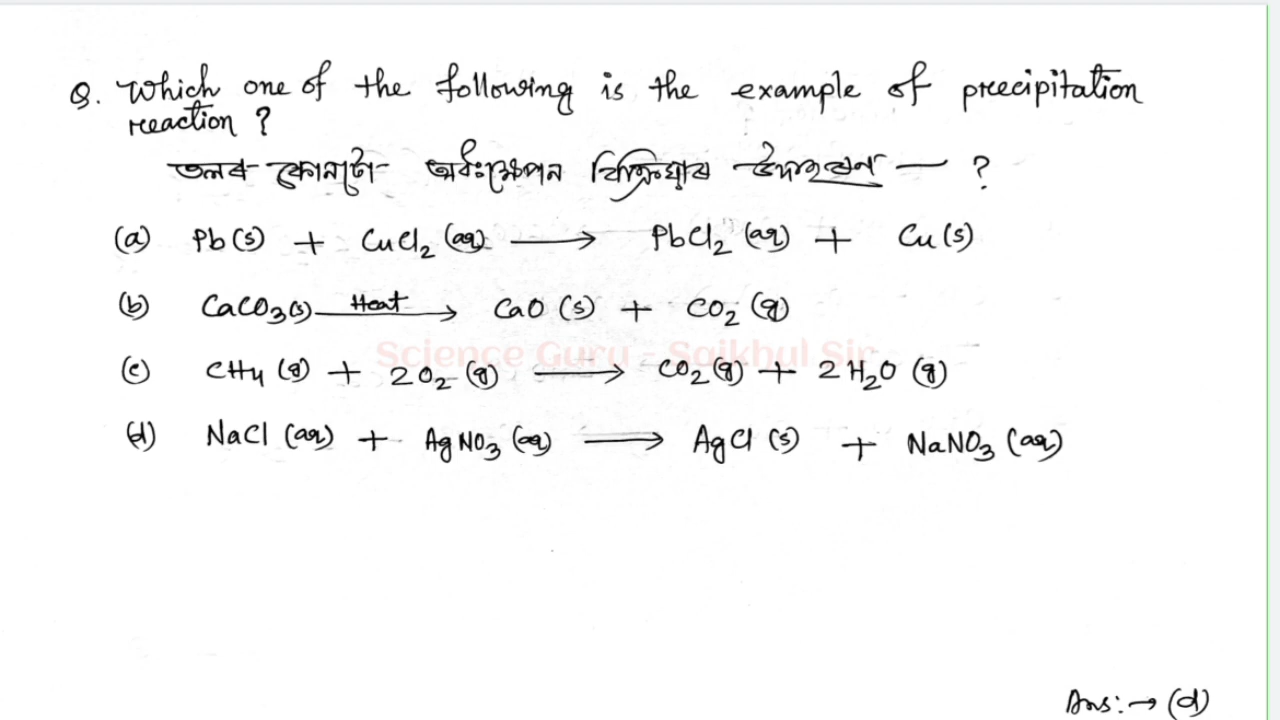 Q. Which one of the following is the example of precipitation
reaction ?
তলৰ কোনটো অধঃক্ষেপন বিক্ৰিয়াৰ উদাহৰণ — ?
(a) Pb(s) + CuCl₂ (aq) ⟶ PbCl₂ (aq) + Cu(s)
(b) CaCO₃(s) —Heat→ CaO (s) + CO₂ (g)
Science Guru - Saikhul Sir
(c) CH₄ (g) + 2O₂ (g) ⟶ CO₂(g) + 2H₂O (g)
(d) NaCl (aq) + AgNO₃ (aq) ⟶ AgCl (s) + NaNO₃ (aq)
Ans:→ (d)